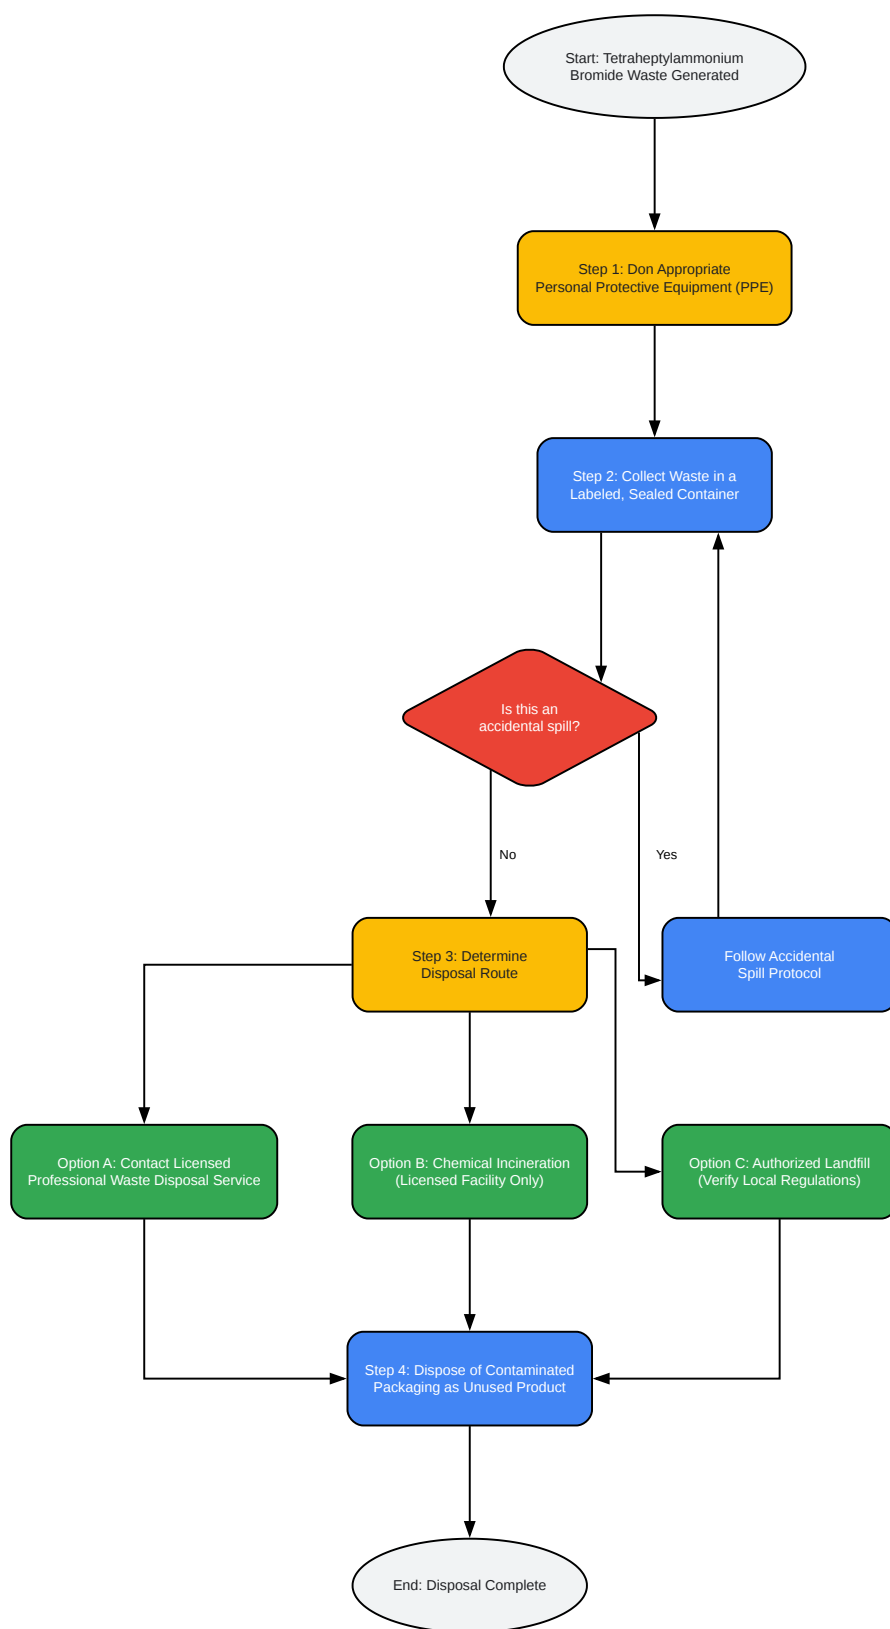 Start: Tetraheptylammonium
Bromide Waste Generated
Step 1: Don Appropriate
Personal Protective Equipment (PPE)
Step 2: Collect Waste in a
Labeled, Sealed Container
Is this an
accidental spill?
No
Yes
Step 3: Determine
Disposal Route
Follow Accidental
Spill Protocol
Option A: Contact Licensed
Professional Waste Disposal Service
Option B: Chemical Incineration
(Licensed Facility Only)
Option C: Authorized Landfill
(Verify Local Regulations)
Step 4: Dispose of Contaminated
Packaging as Unused Product
End: Disposal Complete